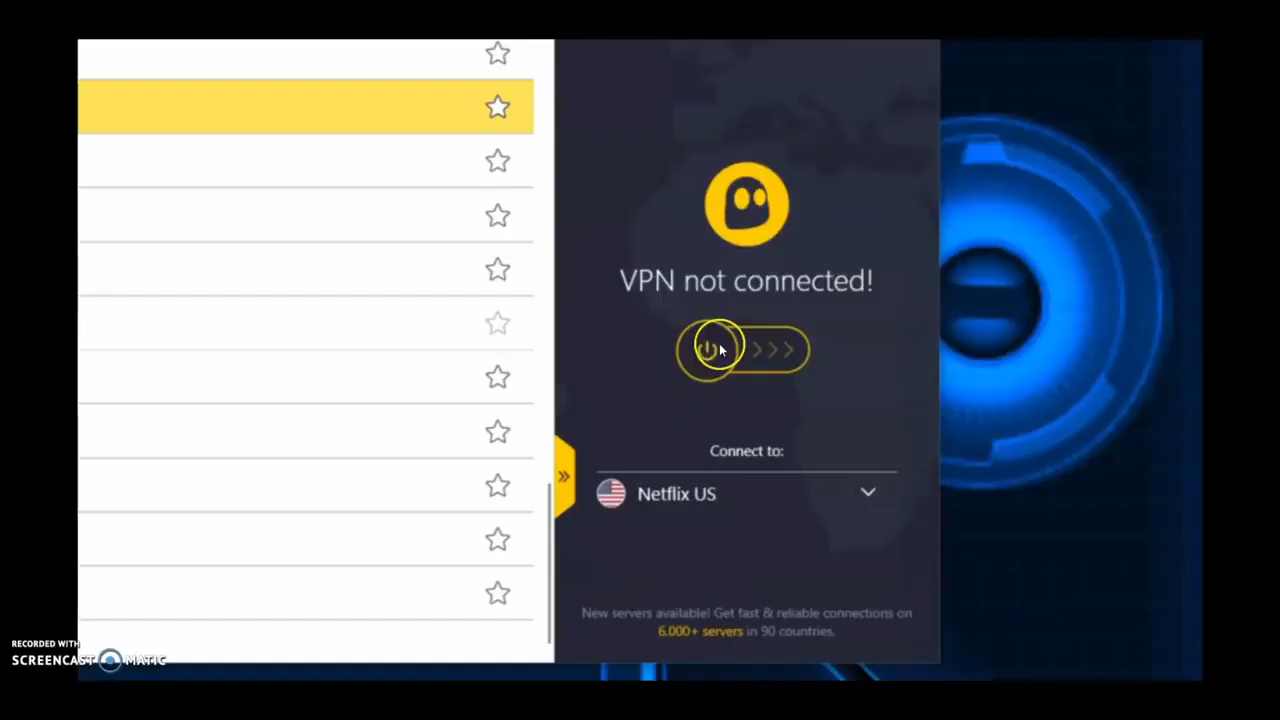 VPN not connected!
Connect to:
Netflix US
New servers available! Get fast & reliable connections on
6.000+ servers in 90 countries.
RECORDED WITH
SCREENCAST MATIC